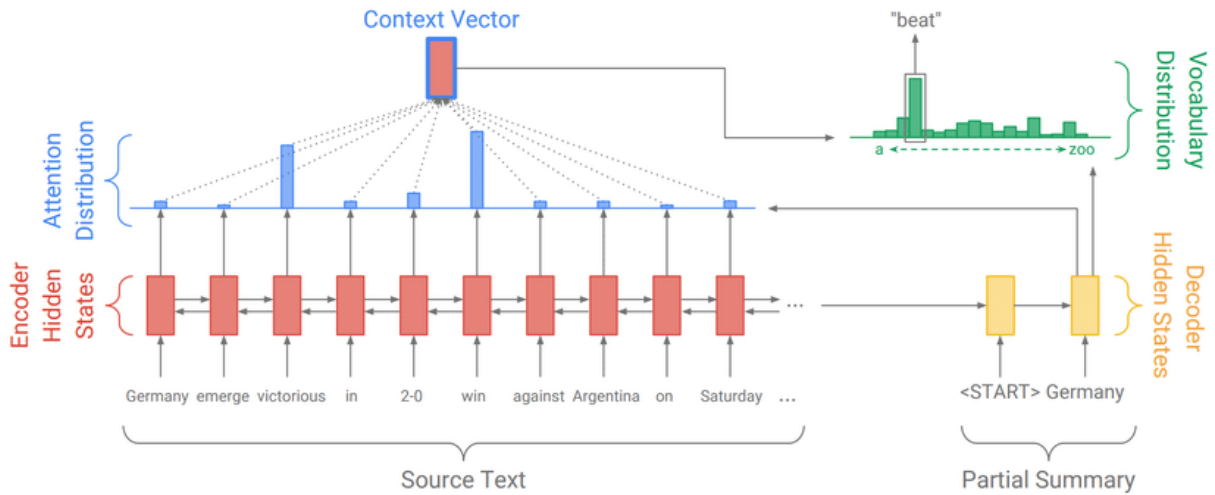 Context Vector
"beat"
a
zoo
Vocabulary
Distribution
Attention
Distribution
Encoder
Hidden
States
...
Decoder
Hidden States
Germany emerge victorious in 2-0 win against Argentina on Saturday ...
<START> Germany
Source Text
Partial Summary